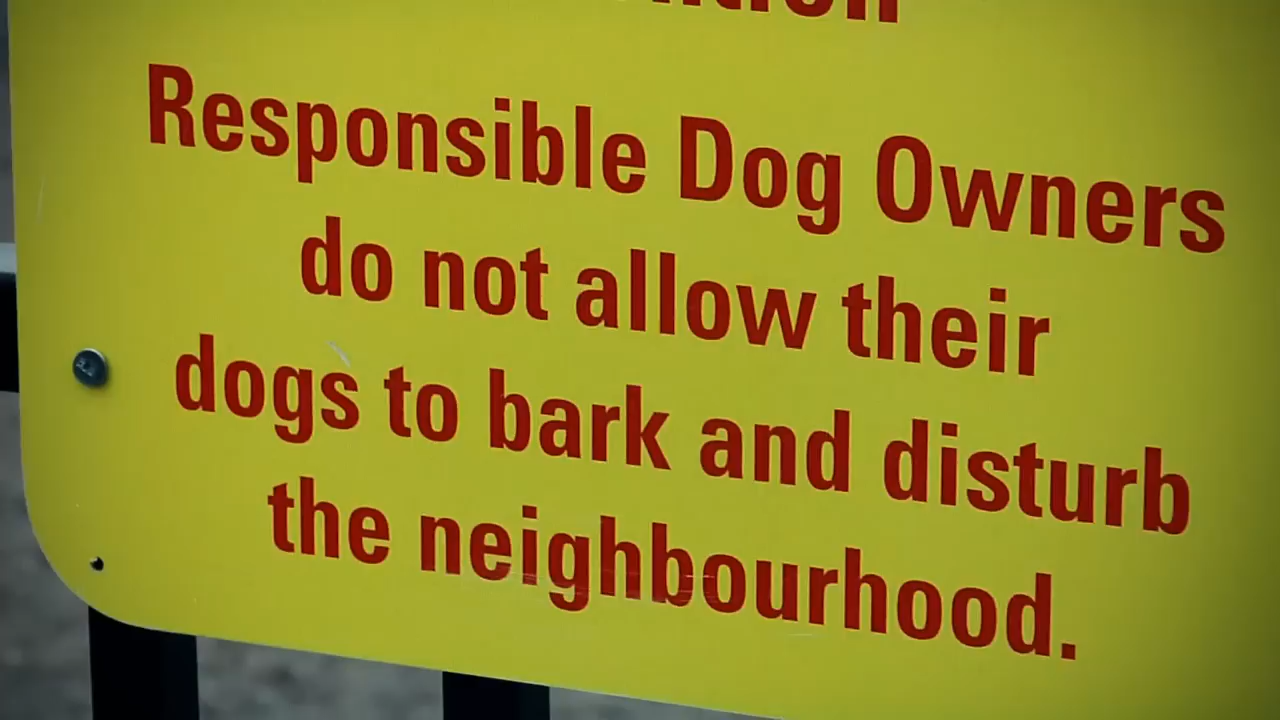 Responsible Dog Owners
do not allow their
dogs to bark and disturb
the neighbourhood.